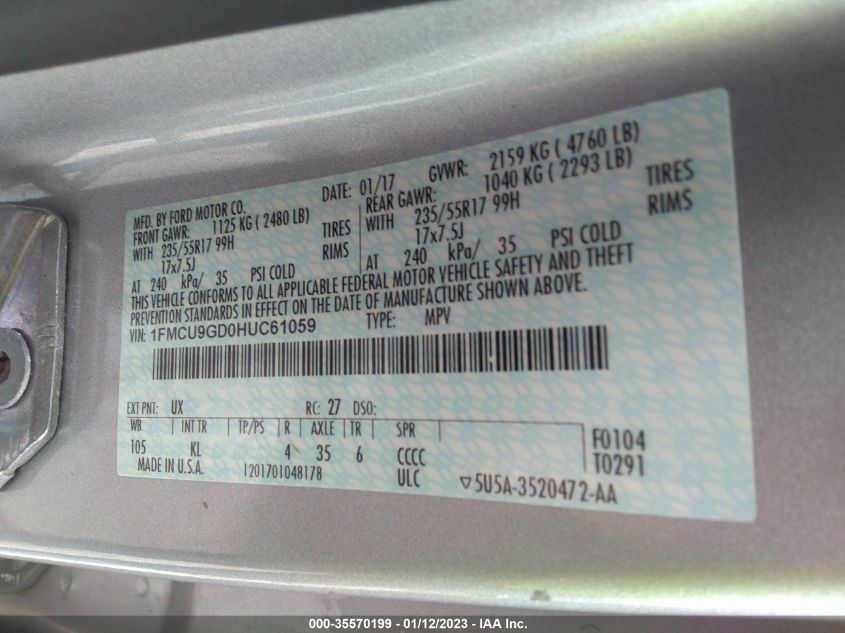 MFD. BY FORD MOTOR CO. DATE: 01/17 GVWR: 2159 KG ( 4760 LB)
FRONT GAWR: 1125 KG ( 2480 LB) REAR GAWR: 1040 KG ( 2293 LB)
WITH 235/55R17 99H TIRES WITH 235/55R17 99H TIRES
17x7.5J RIMS 17x7.5J RIMS
AT 240 kPa/ 35 PSI COLD AT 240 kPa/ 35 PSI COLD
THIS VEHICLE CONFORMS TO ALL APPLICABLE FEDERAL MOTOR VEHICLE SAFETY AND THEFT
PREVENTION STANDARDS IN EFFECT ON THE DATE OF MANUFACTURE SHOWN ABOVE.
VIN: 1FMCU9GD0HUC61059 TYPE: MPV
EXT PNT: UX RC: 27 DSO:
WB INT TR TP/PS R AXLE TR SPR
105 KL 4 35 6 CCCC F0104
MADE IN U.S.A. I201701048178 ULC T0291
▽5U5A-3520472-AA
000-35570199 - 01/12/2023 - IAA Inc.